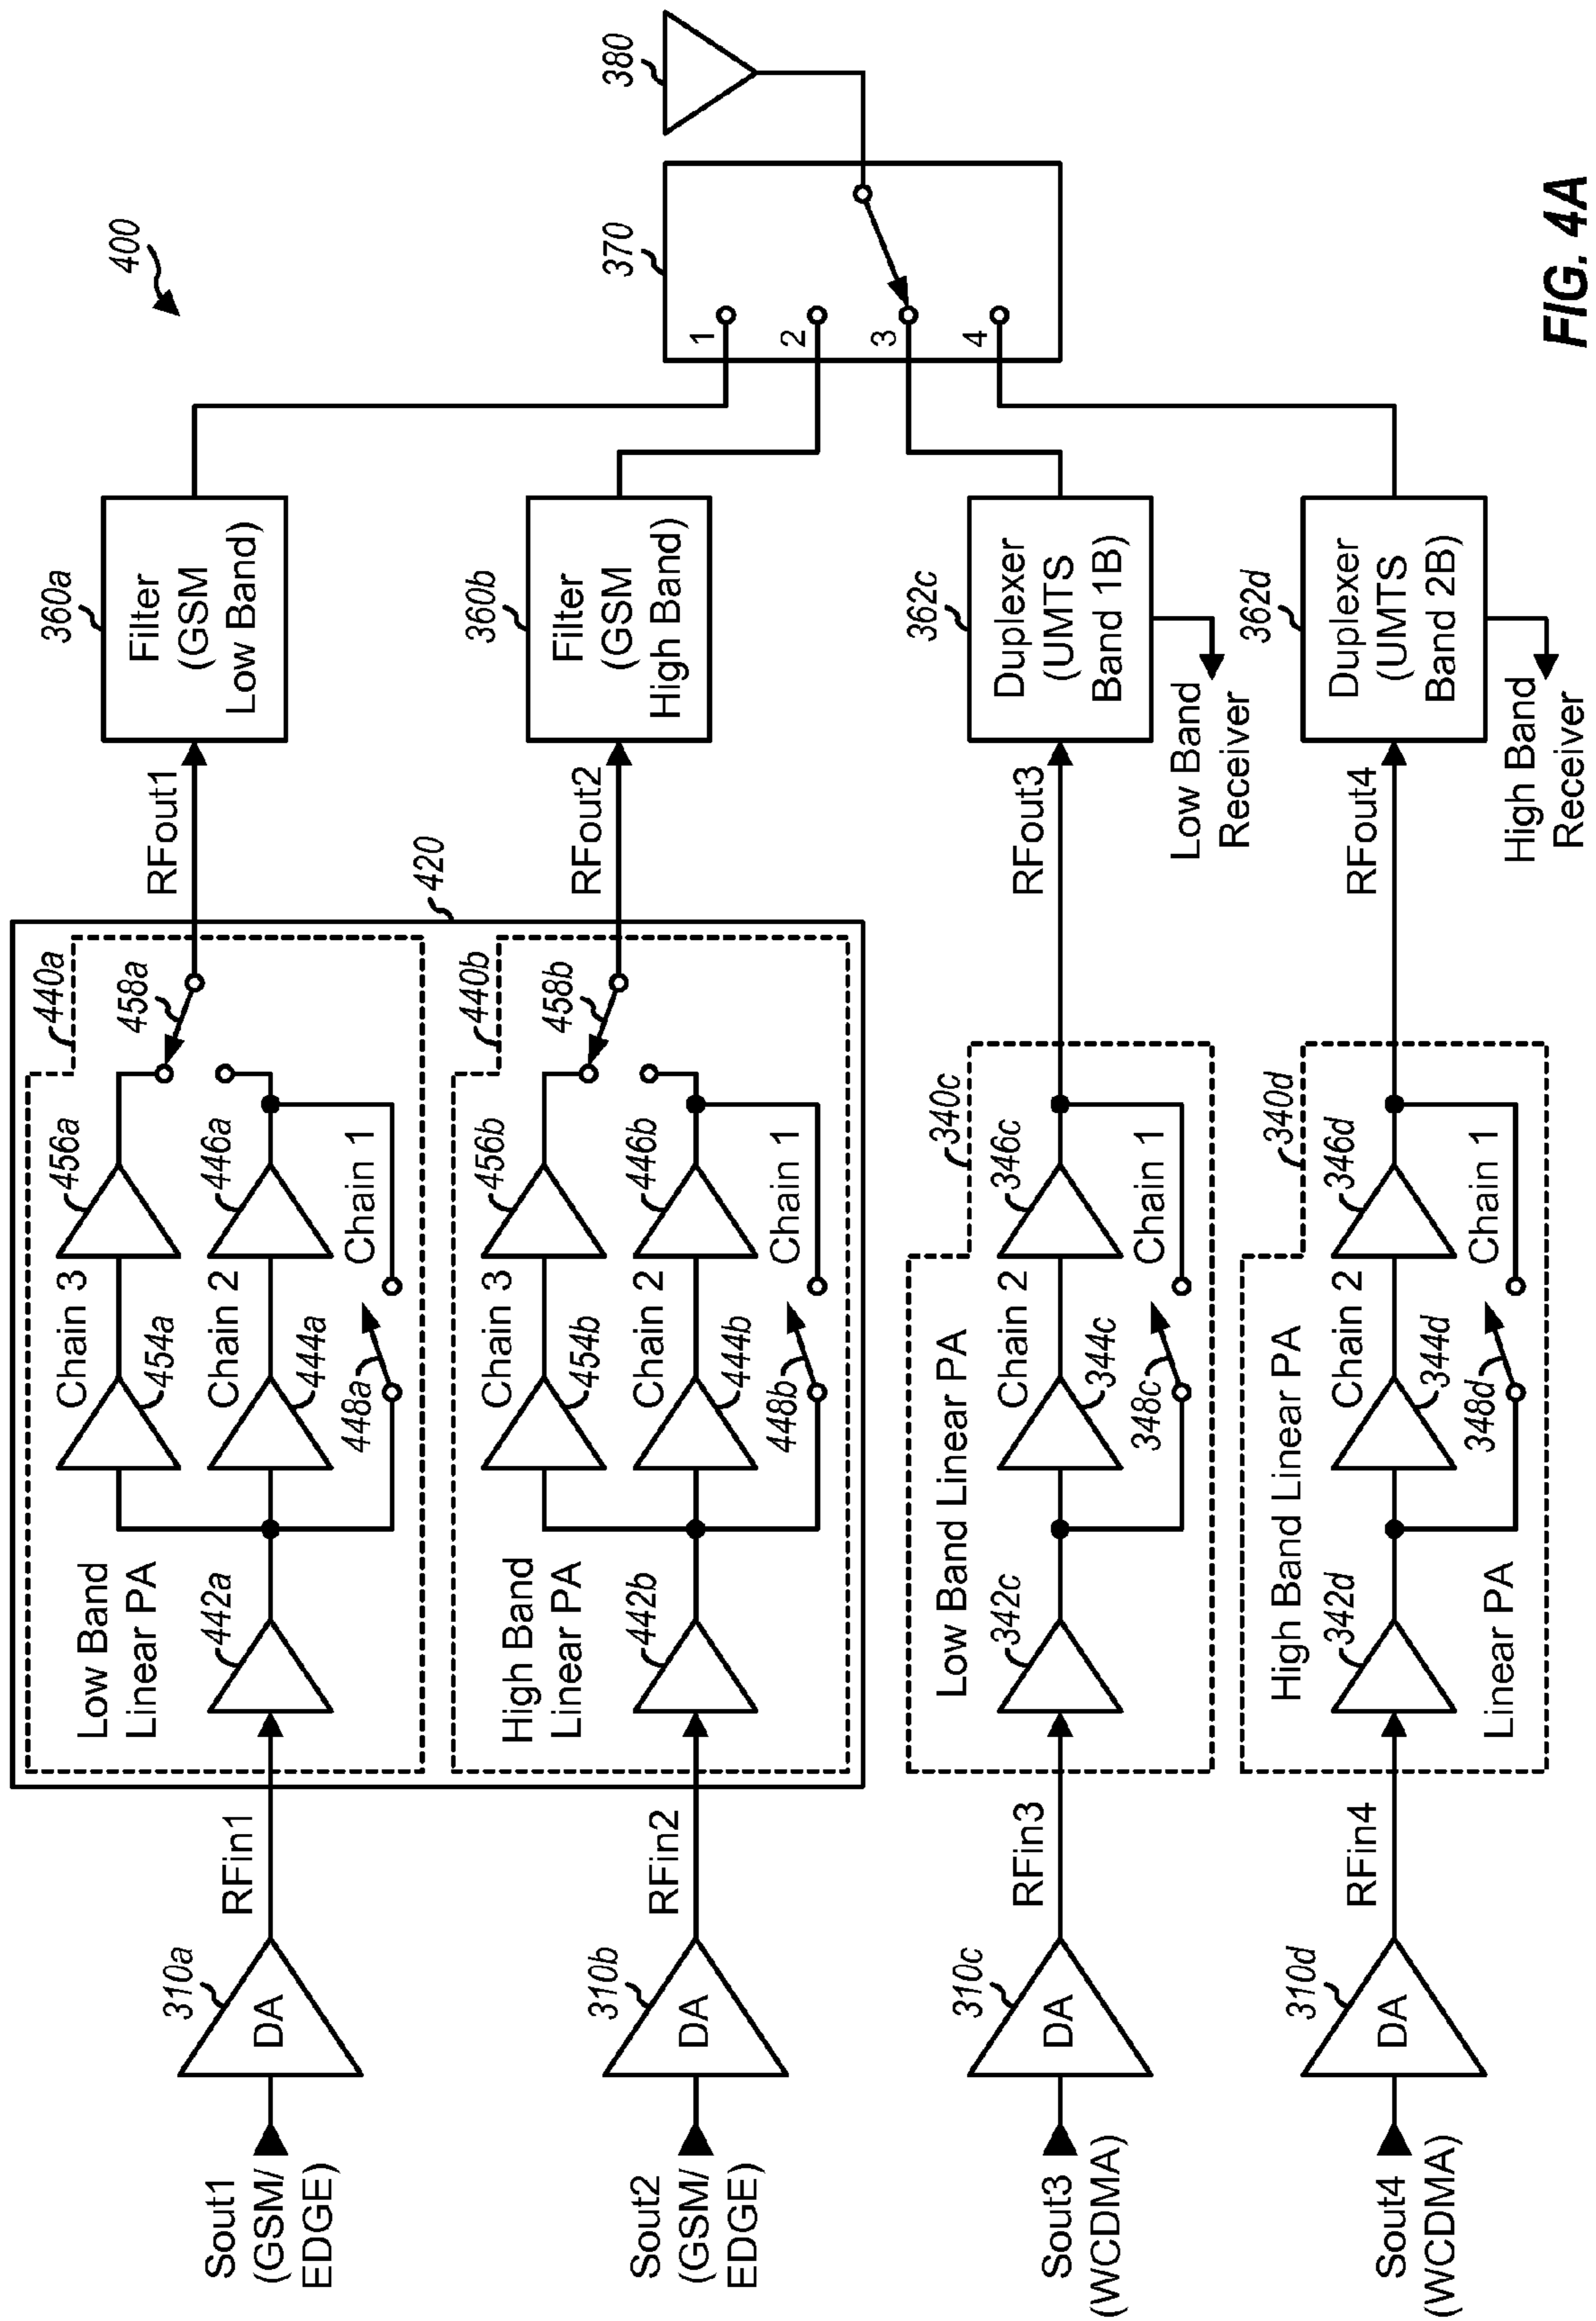 400
Sout1
(GSM/
EDGE)
310a
DA
RFin1
Low Band
Linear PA
442a
Chain 3
454a
456a
Chain 2
444a
446a
448a
Chain 1
458a
440a
420
RFout1
360a
Filter
(GSM
Low Band)
Sout2
(GSM/
EDGE)
310b
DA
RFin2
High Band
Linear PA
442b
Chain 3
454b
456b
Chain 2
444b
446b
448b
Chain 1
458b
440b
RFout2
360b
Filter
(GSM
High Band)
370
1
2
3
4
380
Sout3
(WCDMA)
310c
DA
RFin3
Low Band Linear PA
342c
Chain 2
344c
346c
348c
Chain 1
340c
RFout3
362c
Duplexer
(UMTS
Band 1B)
Low Band
Receiver
Sout4
(WCDMA)
310d
DA
RFin4
High Band Linear PA
342d
Linear PA
Chain 2
344d
346d
348d
Chain 1
340d
RFout4
362d
Duplexer
(UMTS
Band 2B)
High Band
Receiver
FIG. 4A